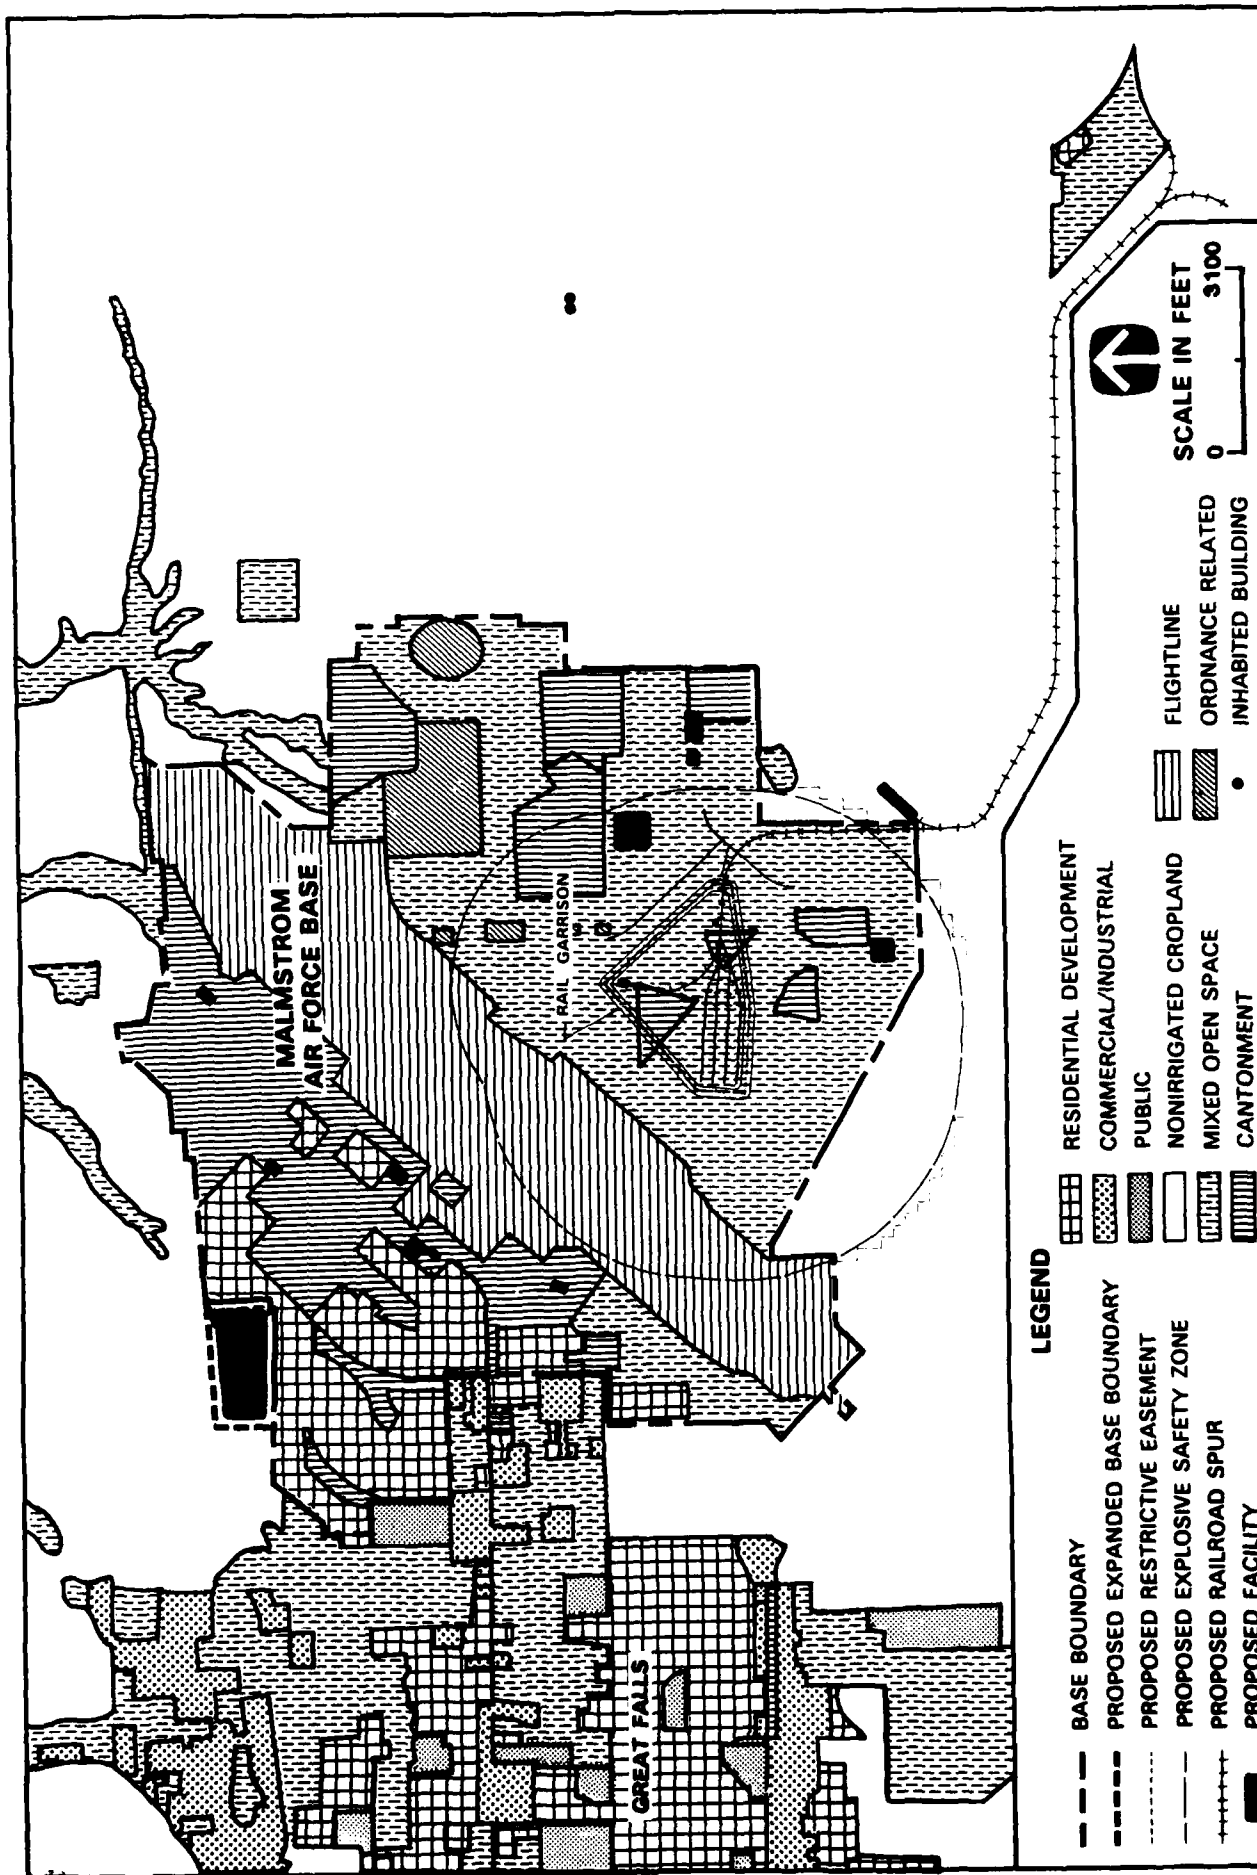 MALMSTROM
AIR FORCE BASE
RAIL GARRISON
GREAT FALLS
LEGEND
BASE BOUNDARY
PROPOSED EXPANDED BASE BOUNDARY
PROPOSED RESTRICTIVE EASEMENT
PROPOSED EXPLOSIVE SAFETY ZONE
PROPOSED RAILROAD SPUR
PROPOSED FACILITY
RESIDENTIAL DEVELOPMENT
COMMERCIAL/INDUSTRIAL
PUBLIC
NONIRRIGATED CROPLAND
MIXED OPEN SPACE
CANTONMENT
FLIGHTLINE
ORDNANCE RELATED
INHABITED BUILDING
SCALE IN FEET
0 3100